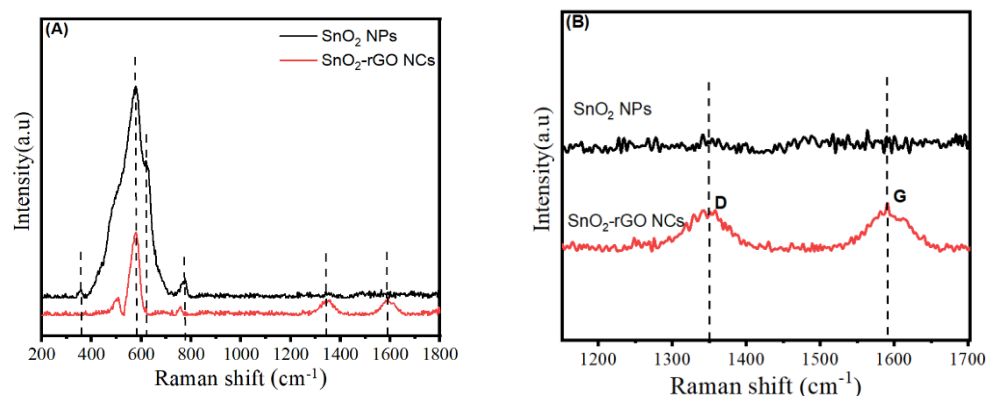 (A)
SnO2 NPs
SnO2-rGO NCs
Intensity(a.u)
200 400 600 800 1000 1200 1400 1600 1800
Raman shift (cm-1)
(B)
SnO2 NPs
D
G
SnO2-rGO NCs
Intensity(a.u)
1200 1300 1400 1500 1600 1700
Raman shift (cm-1)